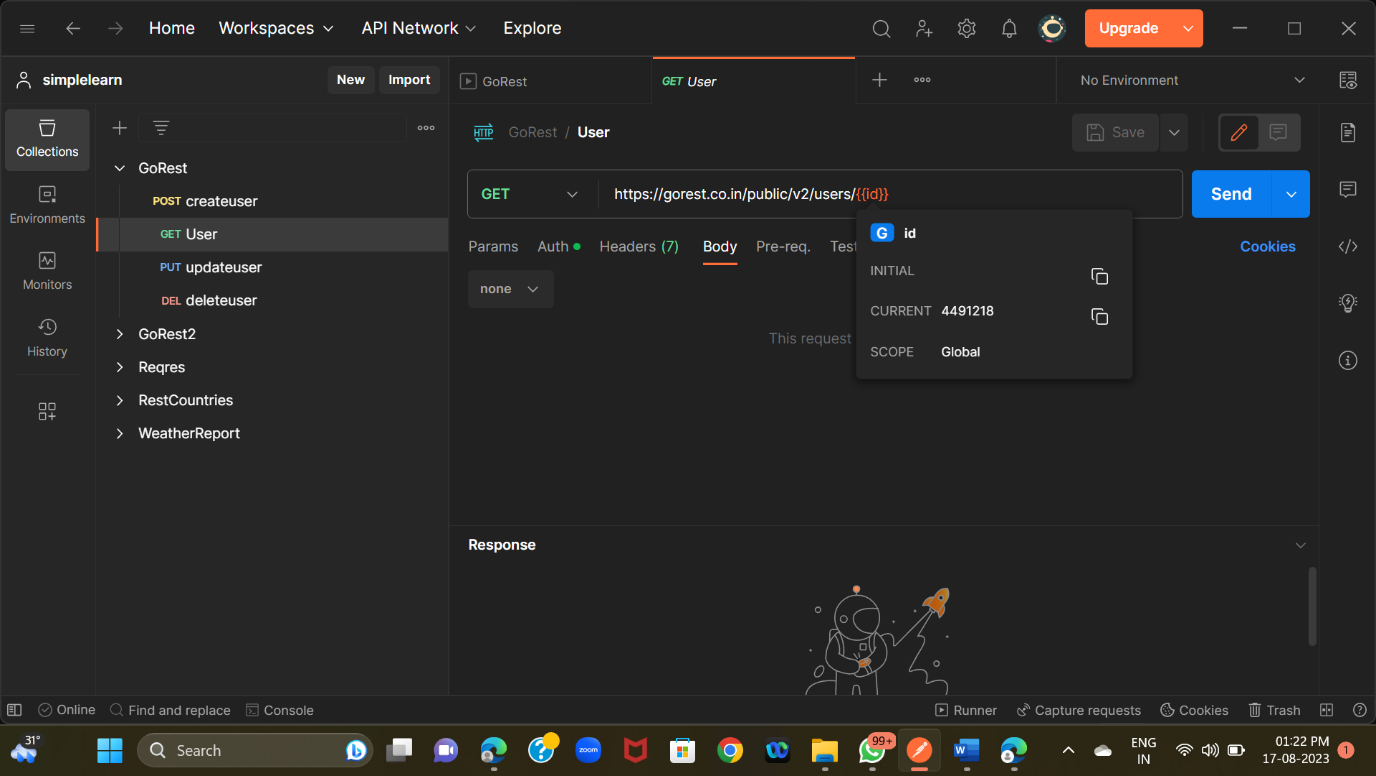 Home Workspaces API Network Explore Upgrade
simplelearn New Import GoRest GET User No Environment
Collections
Environments
Monitors
History
GoRest
POST createuser
GET User
PUT updateuser
DEL deleteuser
GoRest2
Reqres
RestCountries
WeatherReport
HTTP GoRest / User Save
GET https://gorest.co.in/public/v2/users/{{id}} Send
Params Auth Headers (7) Body Pre-req. Test Cookies
none
This request
G id
INITIAL
CURRENT 4491218
SCOPE Global
Response
Online Find and replace Console Runner Capture requests Cookies Trash
31° Search zoom 99+ W ENG IN 01:22 PM 17-08-2023 1